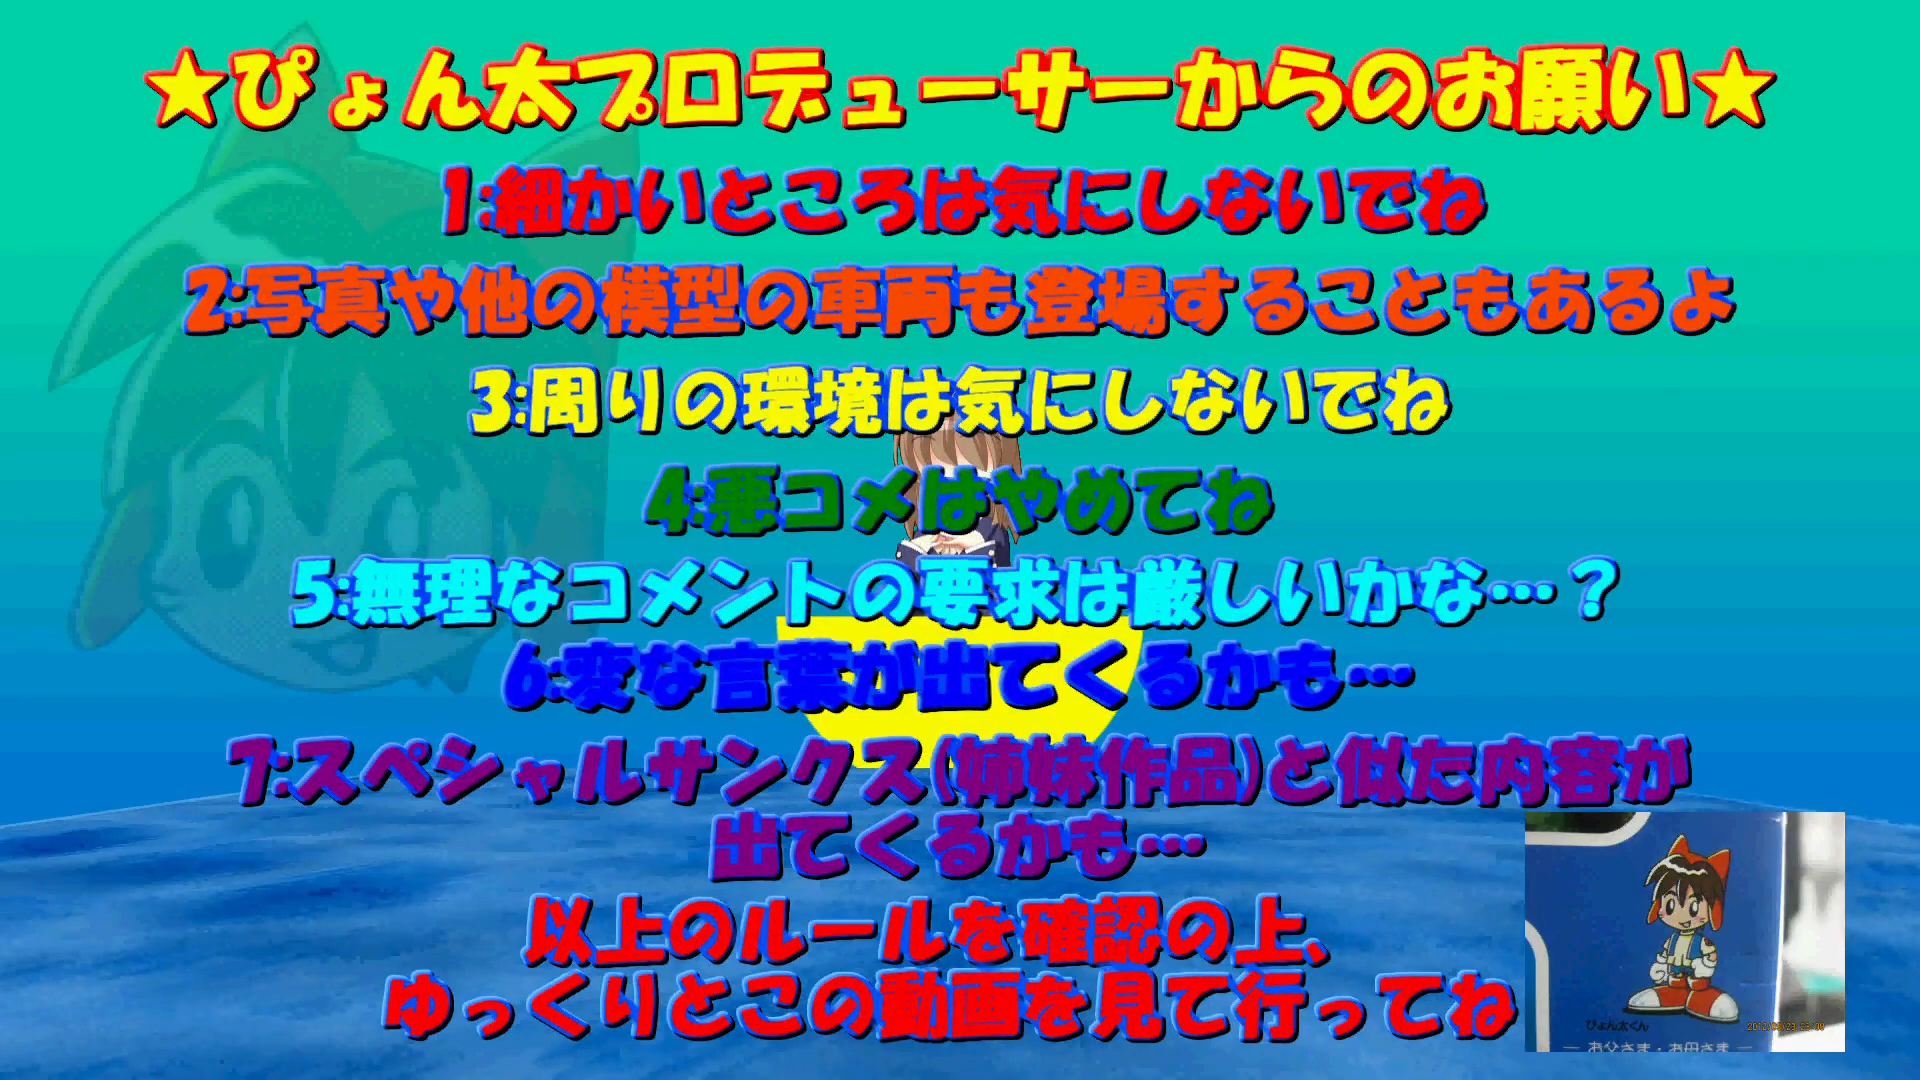 ★ぴょん太プロデューサーからのお願い★
1:細かいところは気にしないでね
2:写真や他の模型の車両も登場することもあるよ
3:周りの環境は気にしないでね
4:悪コメはやめてね
5:無理なコメントの要求は厳しいかな…？
6:変な言葉が出てくるかも…
7:スペシャルサンクス(姉妹作品)と似た内容が
出てくるかも…
以上のルールを確認の上、
ゆっくりとこの動画を見て行ってね
ぴょん太くん
― お父さま・お母さま ―